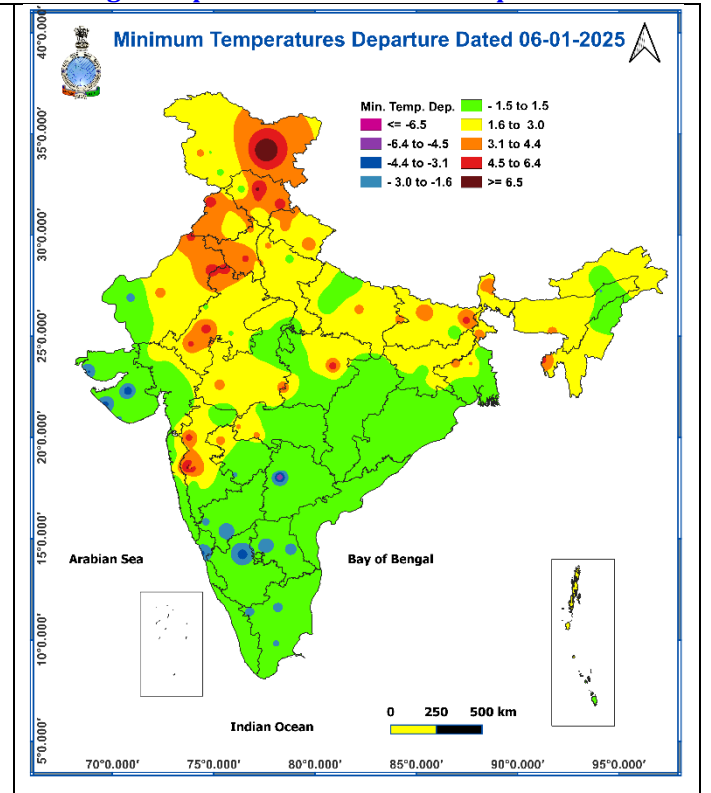 Minimum Temperatures Departure Dated 06-01-2025
Min. Temp. Dep.
<= -6.5
-6.4 to -4.5
-4.4 to -3.1
- 3.0 to -1.6
- 1.5 to 1.5
1.6 to 3.0
3.1 to 4.4
4.5 to 6.4
>= 6.5
40°0.000'
35°0.000'
30°0.000'
25°0.000'
20°0.000'
15°0.000'
10°0.000'
5°0.000'
Arabian Sea
Bay of Bengal
Indian Ocean
0 250 500 km
70°0.000' 75°0.000' 80°0.000' 85°0.000' 90°0.000' 95°0.000'